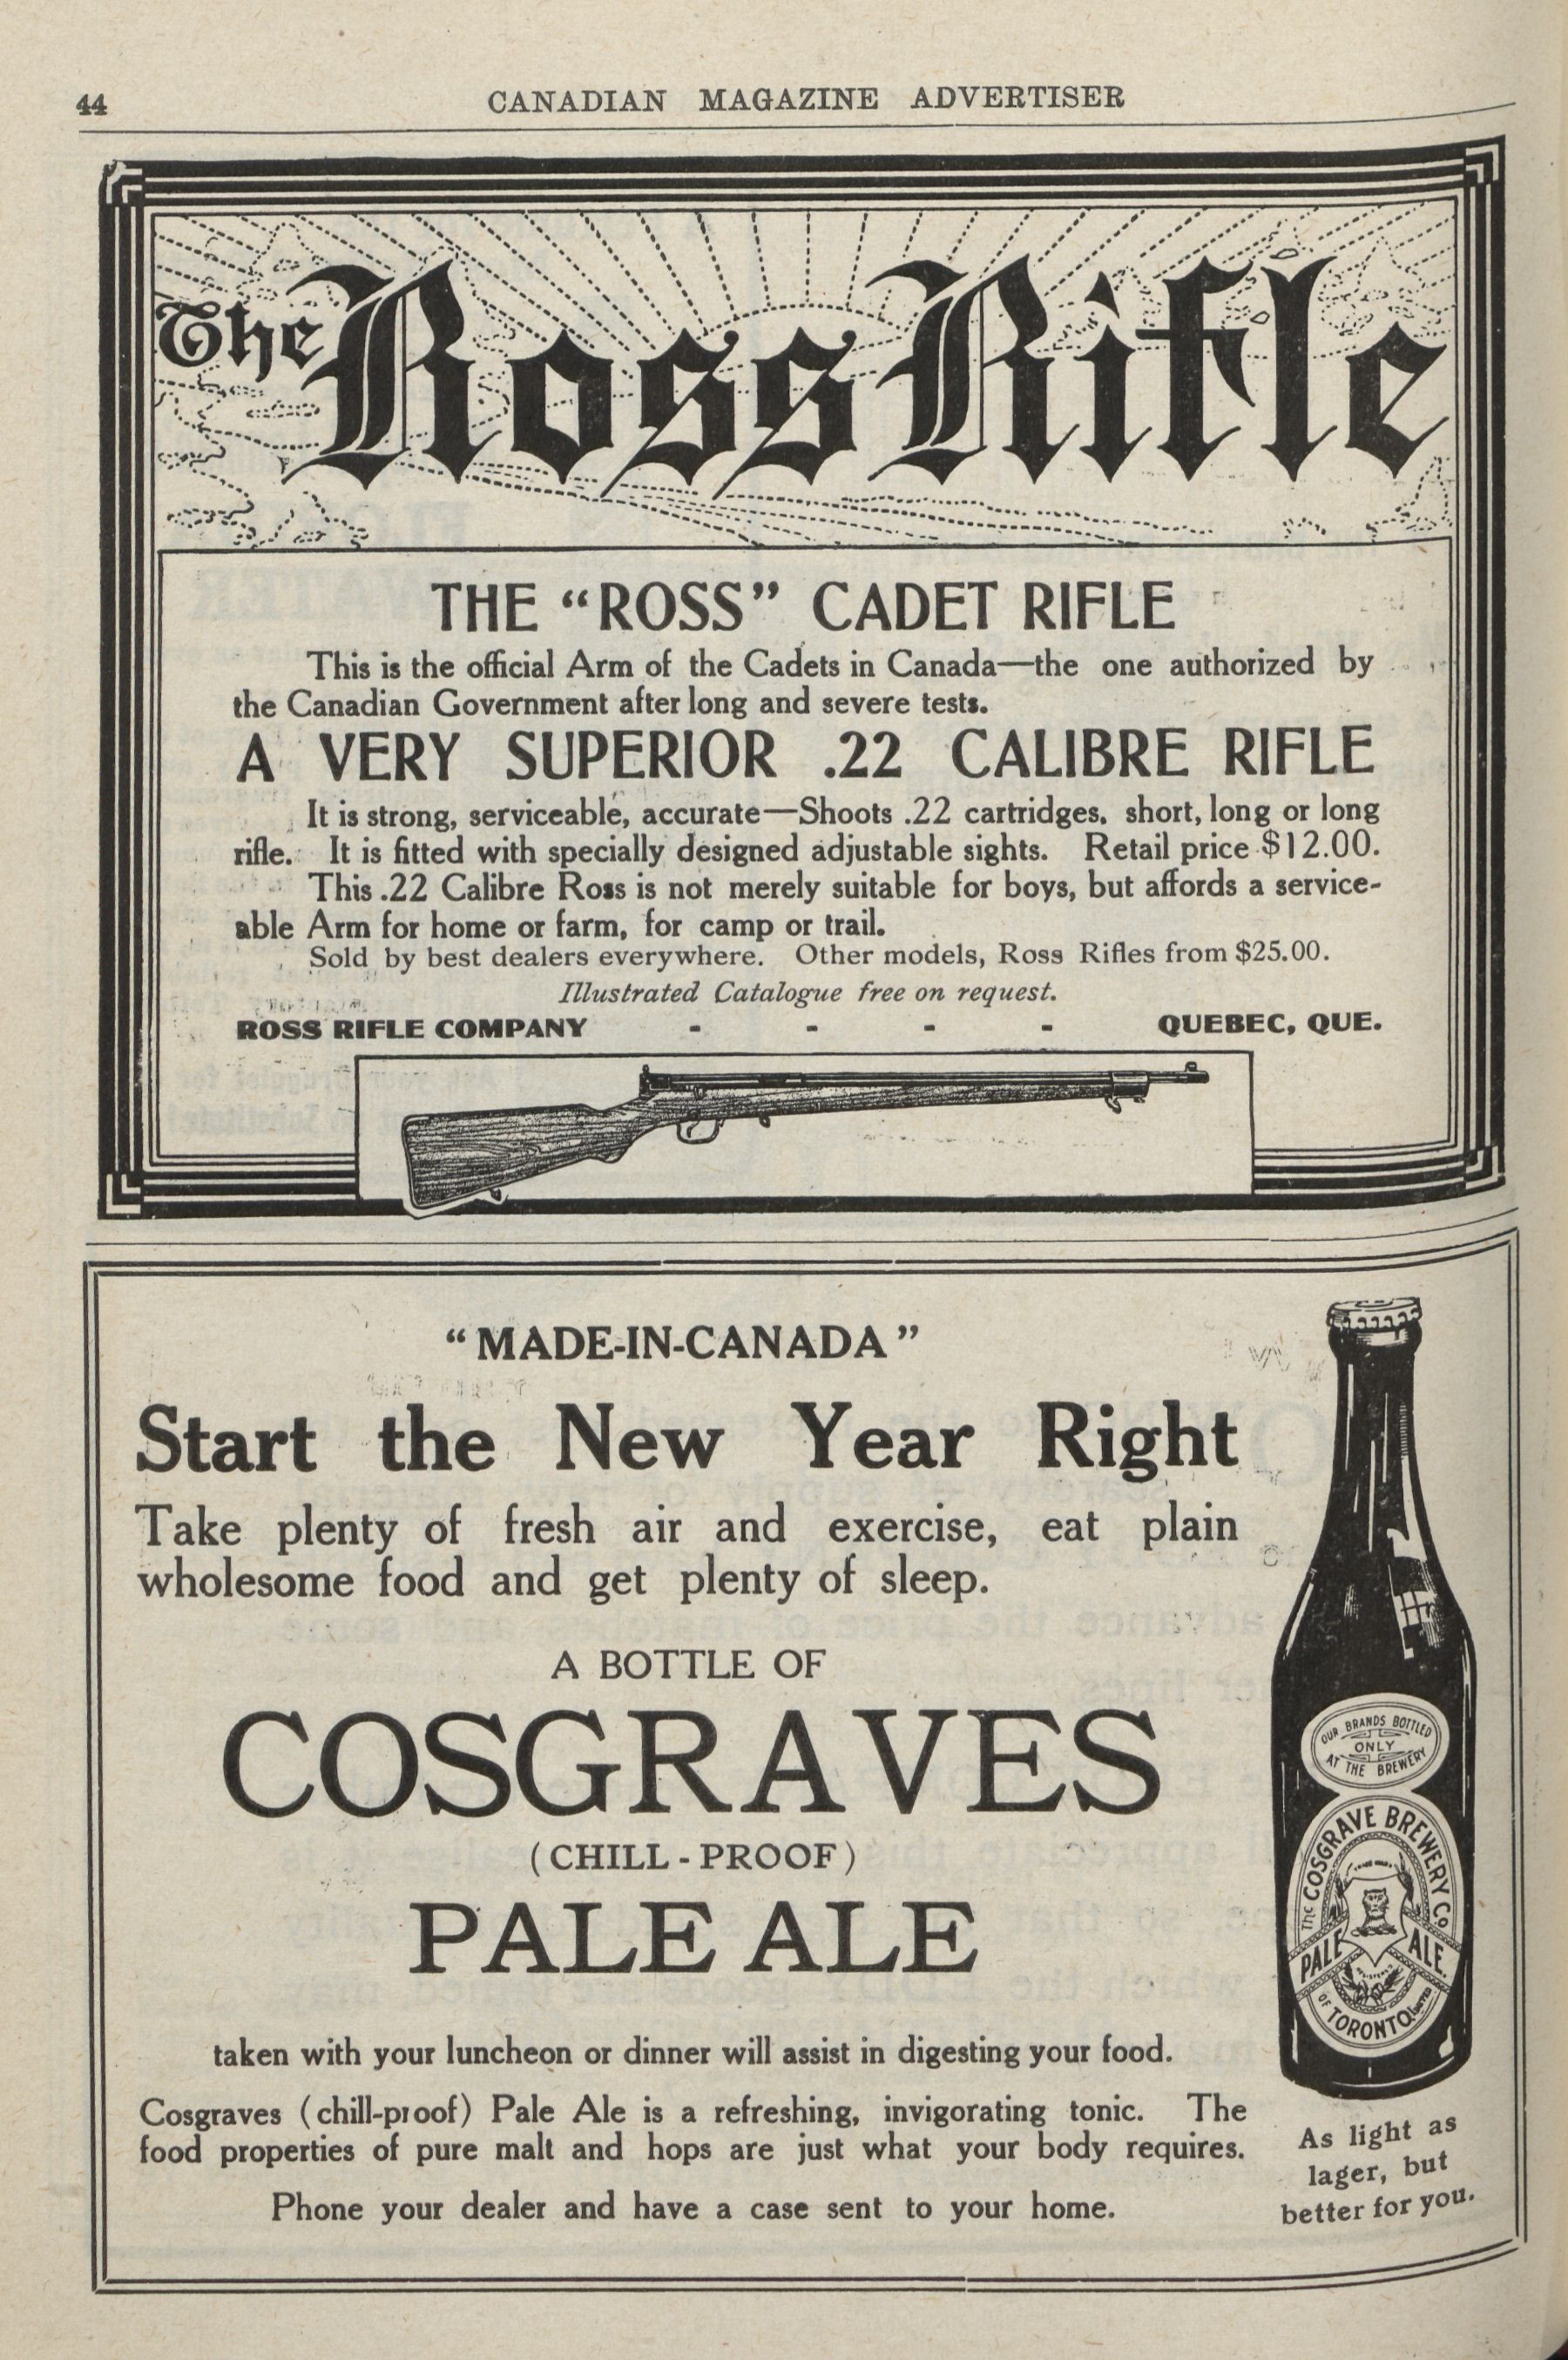 44
CANADIAN MAGAZINE ADVERTISER
The Ross Rifle
THE “ROSS” CADET RIFLE
This is the official Arm of the Cadets in Canada—the one authorized by
the Canadian Government after long and severe tests.
A VERY SUPERIOR .22 CALIBRE RIFLE
It is strong, serviceable, accurate—Shoots .22 cartridges, short, long or long
rifle. It is fitted with specially designed adjustable sights. Retail price $12.00.
This .22 Calibre Ross is not merely suitable for boys, but affords a service-
able Arm for home or farm, for camp or trail.
Sold by best dealers everywhere. Other models, Ross Rifles from $25.00.
Illustrated Catalogue free on request.
ROSS RIFLE COMPANY - - - - QUEBEC, QUE.
“MADE-IN-CANADA”
Start the New Year Right
Take plenty of fresh air and exercise, eat plain
wholesome food and get plenty of sleep.
A BOTTLE OF
COSGRAVES
(CHILL-PROOF)
PALE ALE
taken with your luncheon or dinner will assist in digesting your food.
Cosgraves (chill-proof) Pale Ale is a refreshing, invigorating tonic. The
food properties of pure malt and hops are just what your body requires.
Phone your dealer and have a case sent to your home.
OUR BRANDS BOTTLED
ONLY
AT THE BREWERY
The COSGRAVE BREWERY Co
PALE ALE.
OF TORONTO
As light as
lager, but
better for you.